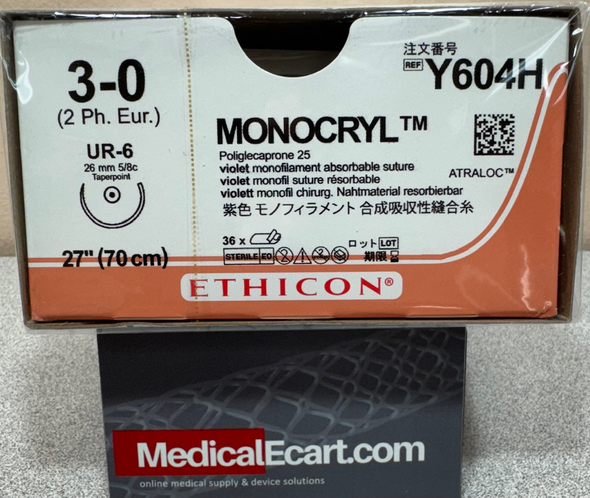 3-0
(2 Ph. Eur.)
UR-6
26 mm 5/8c
Taperpoint
27" (70 cm)
注文番号
REF Y604H
MONOCRYL™
Poliglecaprone 25
violet monofilament absorbable suture
violet monofil suture résorbable
violett monofil chirurg. Nahtmaterial resorbierbar
紫色 モノフィラメント 合成吸収性縫合糸
ATRALOC™
36 x
STERILE EO
ロット LOT
期限
ETHICON®
MedicalEcart.com
online medical supply & device solutions